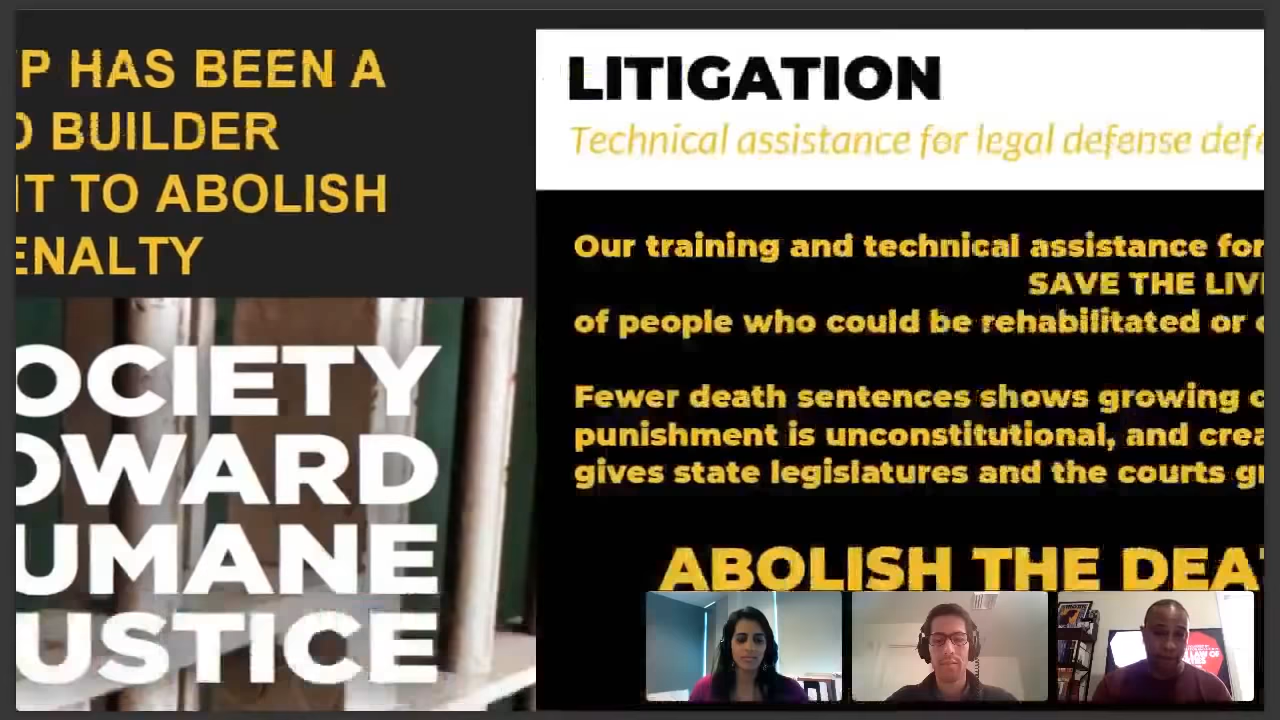 P HAS BEEN A
BUILDER
TO ABOLISH
ENALTY
OCIETY
OWARD
UMANE
USTICE
LITIGATION
Technical assistance for legal defense
Our training and technical assistance for
SAVE THE
of people who could be rehabilitated or
Fewer death sentences shows growing
punishment is unconstitutional, and
gives state legislatures and the courts
ABOLISH THE
LAW OF